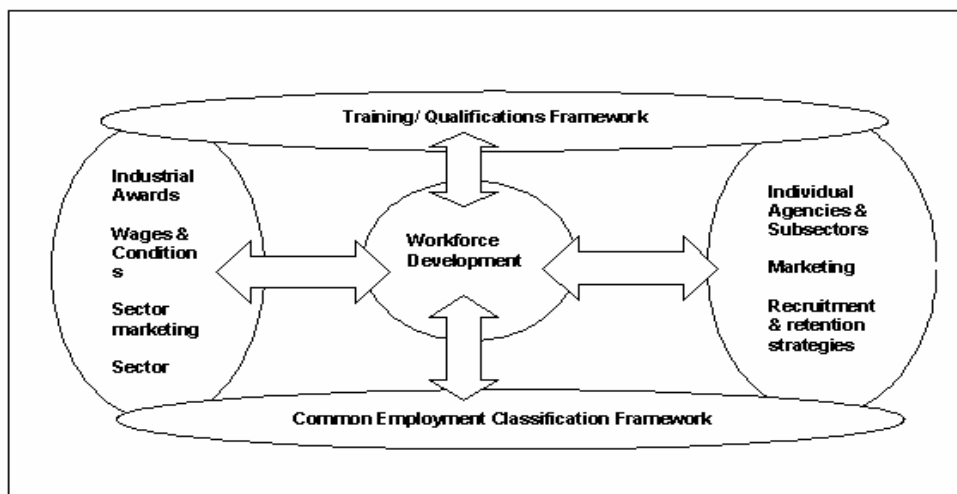 Training/ Qualifications Framework
Industrial
Awards
Wages &
Condition
s
Sector
marketing
Sector
Workforce
Development
Individual
Agencies &
Subsectors
Marketing
Recruitment
& retention
strategies
Common Employment Classification Framework